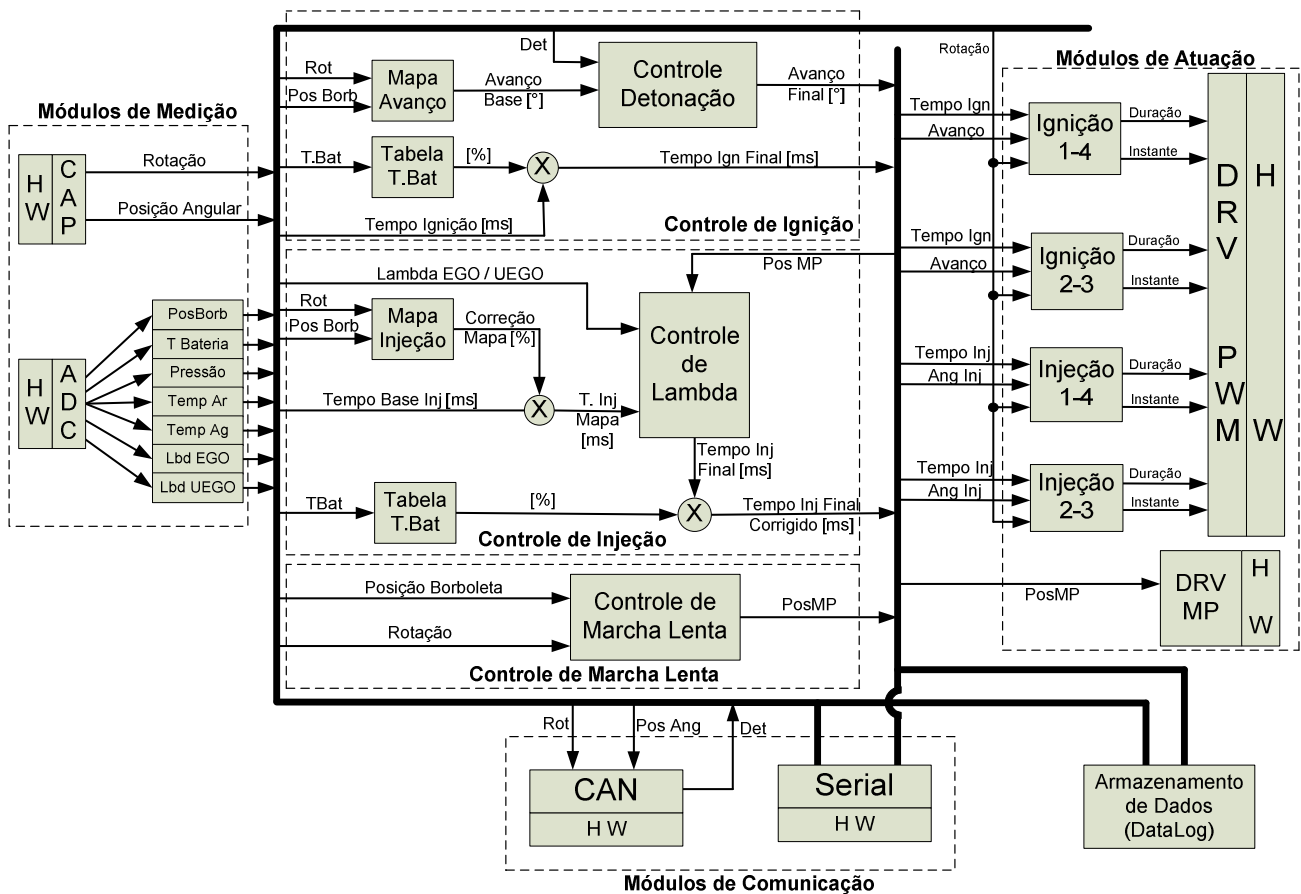 Módulos de Medição
HW
CAP
Rotação
Posição Angular
HW
ADC
PosBorb
T Bateria
Pressão
Temp Ar
Temp Ag
Lbd EGO
Lbd UEGO
Det
Rot
Pos Borb
Mapa
Avanço
Avanço
Base [°]
Controle
Detonação
Avanço
Final [°]
T.Bat
Tabela
T.Bat
[%]
X
Tempo Ign Final [ms]
Tempo Ignição [ms]
Controle de Ignição
Lambda EGO / UEGO
Pos MP
Rot
Pos Borb
Mapa
Injeção
Correção
Mapa [%]
Controle
de
Lambda
Tempo Base Inj [ms]
X
T. Inj
Mapa
[ms]
Tempo Inj
Final [ms]
TBat
Tabela
T.Bat
[%]
X
Tempo Inj Final
Corrigido [ms]
Controle de Injeção
Posição Borboleta
Rotação
Controle de
Marcha Lenta
PosMP
Controle de Marcha Lenta
Rotação
Módulos de Atuação
Tempo Ign
Avanço
Ignição
1-4
Duração
Instante
Tempo Ign
Avanço
Ignição
2-3
Duração
Instante
Tempo Inj
Ang Inj
Injeção
1-4
Duração
Instante
Tempo Inj
Ang Inj
Injeção
2-3
Duração
Instante
DRV PWM
H W
PosMP
DRV
MP
H
W
Rot
Pos Ang
Det
CAN
H W
Serial
H W
Módulos de Comunicação
Armazenamento
de Dados
(DataLog)